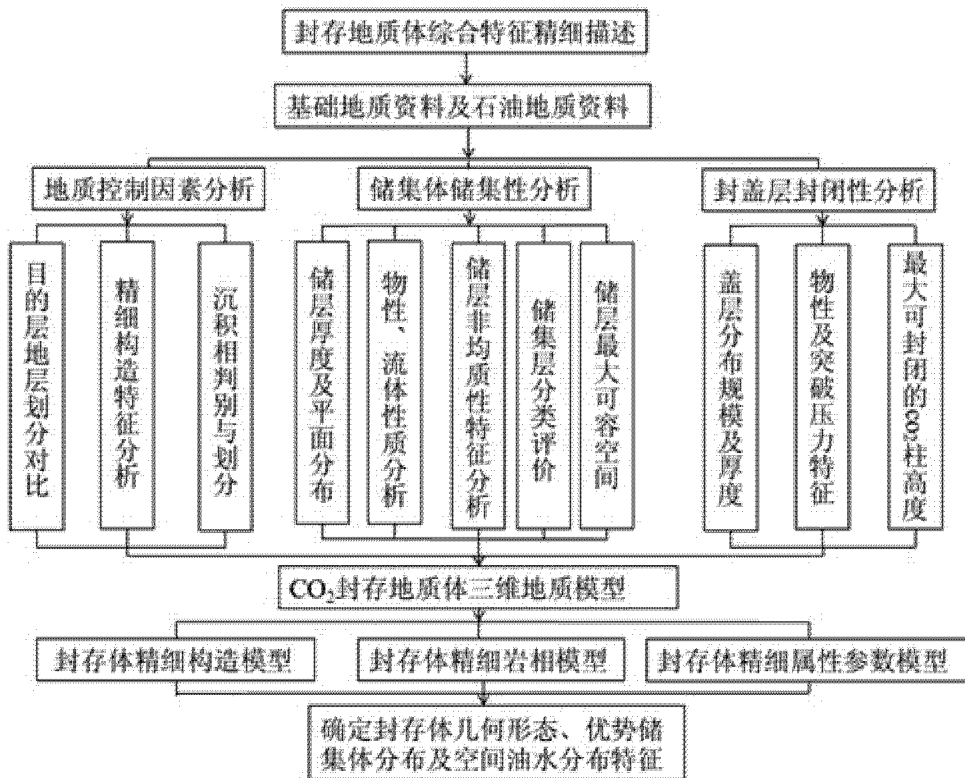 封存地质体综合特征精细描述
基础地质资料及石油地质资料
地质控制因素分析
储集体储集性分析
封盖层封闭性分析
目的层地层划分对比
精细构造特征分析
沉积相判别与划分
储层厚度及平面分布
物性、流体性质分析
储层非均质性特征分析
储集层分类评价
储层最大可容空间
盖层分布规模及厚度
物性及突破压力特征
最大可封闭的CO₂柱高度
CO₂封存地质体三维地质模型
封存体精细构造模型
封存体精细岩相模型
封存体精细属性参数模型
确定封存体几何形态、优势储
集体分布及空间油水分布特征